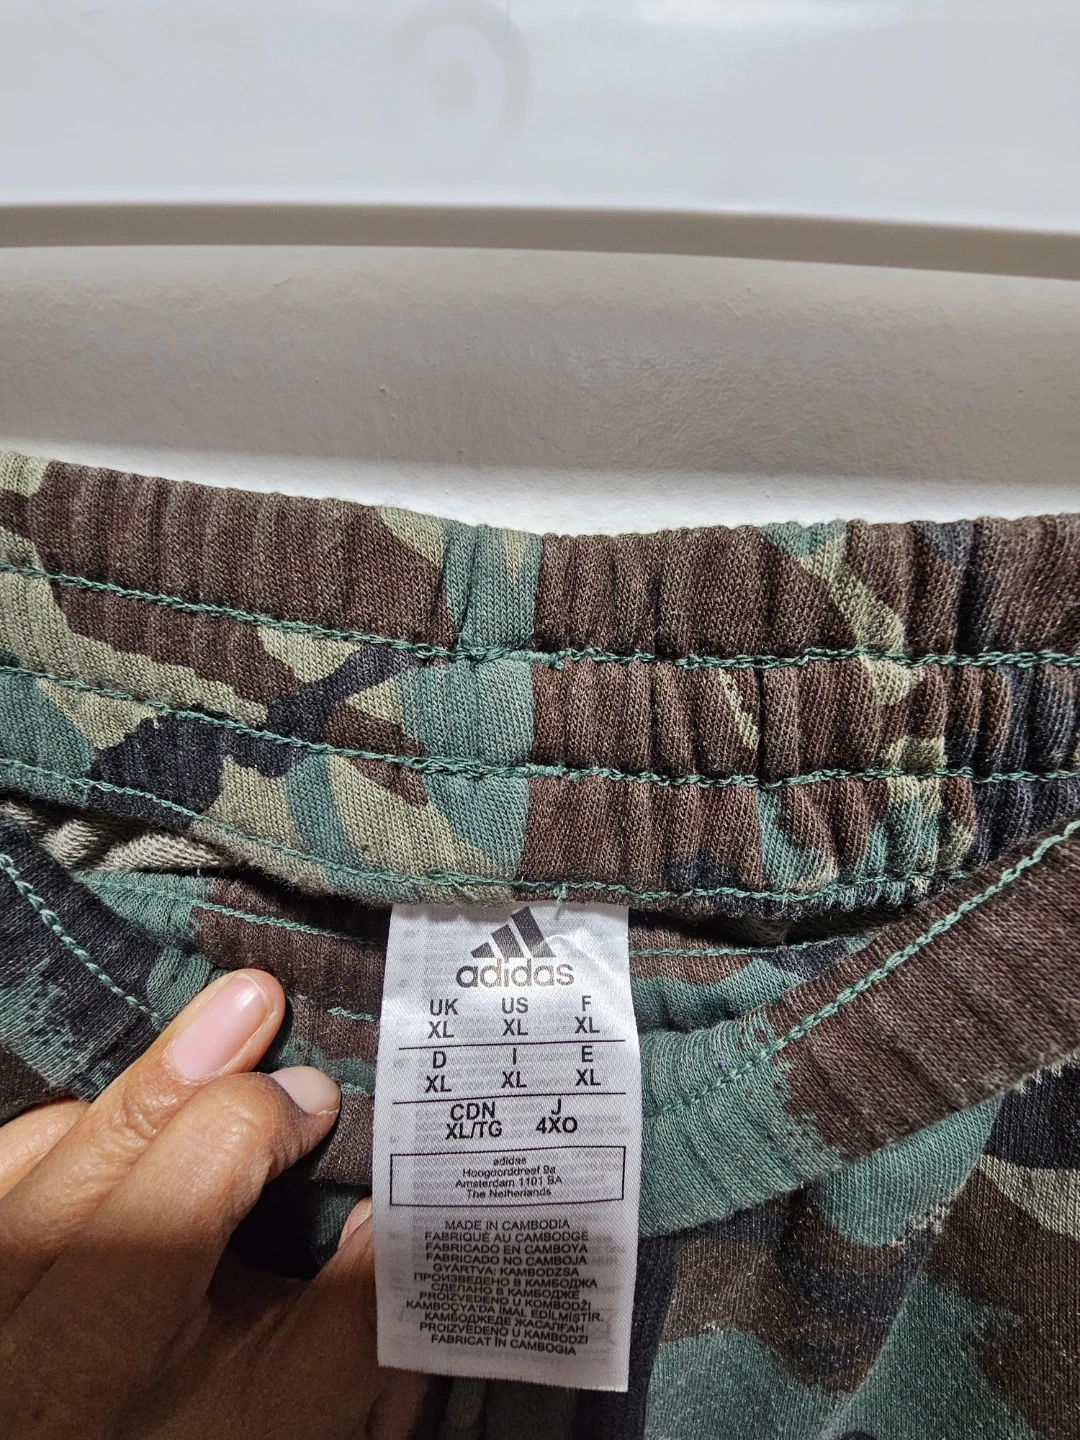 adidas
UK US F
XL XL XL
D I E
XL XL XL
CDN J
XL/TG 4XO
adidas
Hoogoorddreef 9a
Amsterdam 1101 BA
The Netherlands
MADE IN CAMBODIA
FABRIQUÉ AU CAMBODGE
FABRICADO EN CAMBOYA
FABRICADO NO CAMBOJA
GYÁRTVA: KAMBODZSA
ПРОИЗВЕДЕНО В КАМБОДЖА
СДЕЛАНО В КАМБОДЖЕ
PROIZVEDENO U KOMBODŽI
KAMBOÇYA'DA İMAL EDİLMİŞTİR.
КАМБОДЖЕДЕ ЖАСАЛҒАН
PROIZVEDENO U KAMBODZI
FABRICAT ÎN CAMBOGIA